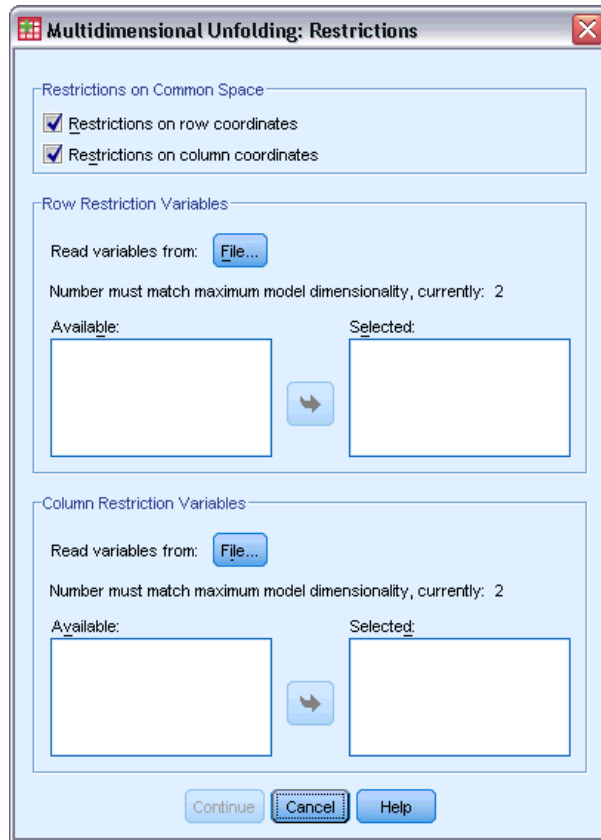 Multidimensional Unfolding: Restrictions
Restrictions on Common Space
Restrictions on row coordinates
Restrictions on column coordinates
Row Restriction Variables
Read variables from: File...
Number must match maximum model dimensionality, currently: 2
Available: Selected:
Column Restriction Variables
Read variables from: File...
Number must match maximum model dimensionality, currently: 2
Available: Selected:
Continue Cancel Help